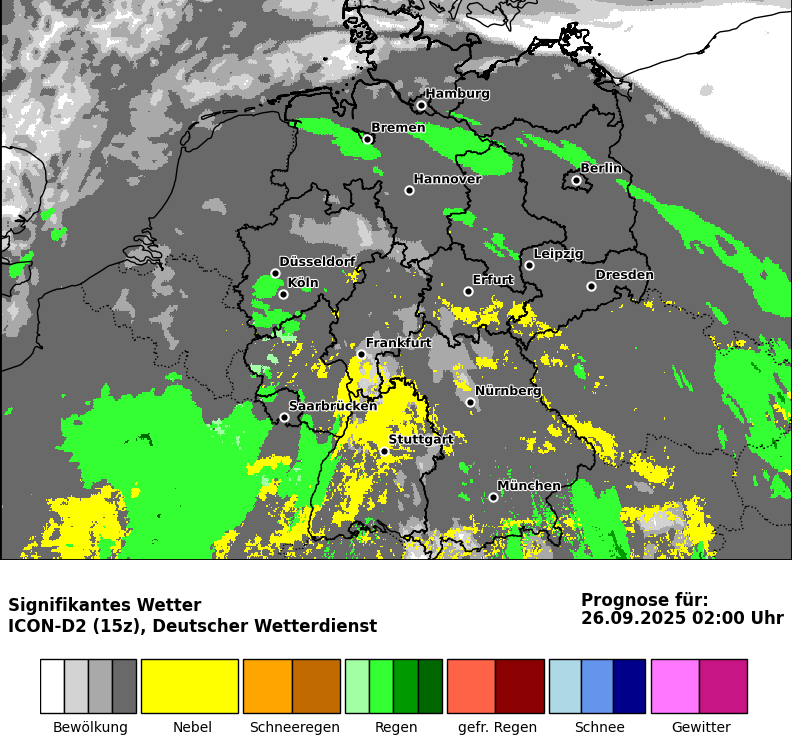 Hamburg
Bremen
Berlin
Hannover
Leipzig
Düsseldorf
Dresden
Köln
Erfurt
Frankfurt
Nürnberg
Saarbrücken
Stuttgart
München
Signifikantes Wetter
ICON-D2 (15z), Deutscher Wetterdienst
Prognose für:
26.09.2025 02:00 Uhr
Bewölkung Nebel Schneeregen Regen gefr. Regen Schnee Gewitter